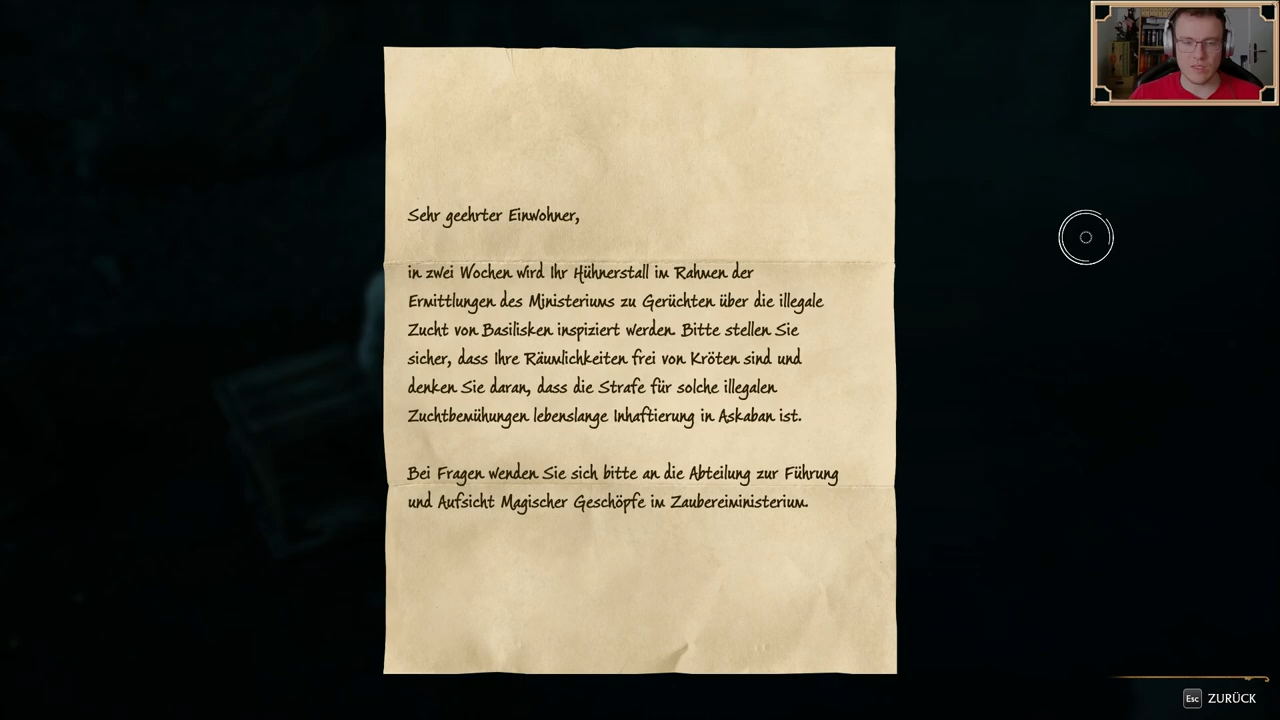 Sehr geehrter Einwohner,
in zwei Wochen wird Ihr Hühnerstall im Rahmen der
Ermittlungen des Ministeriums zu Gerüchten über die illegale
Zucht von Basilisken inspiziert werden. Bitte stellen Sie
sicher, dass Ihre Räumlichkeiten frei von Kröten sind und
denken Sie daran, dass die Strafe für solche illegalen
Zuchtbemühungen lebenslange Inhaftierung in Askaban ist.
Bei Fragen wenden Sie sich bitte an die Abteilung zur Führung
und Aufsicht Magischer Geschöpfe im Zaubereiministerium.
Esc ZURÜCK